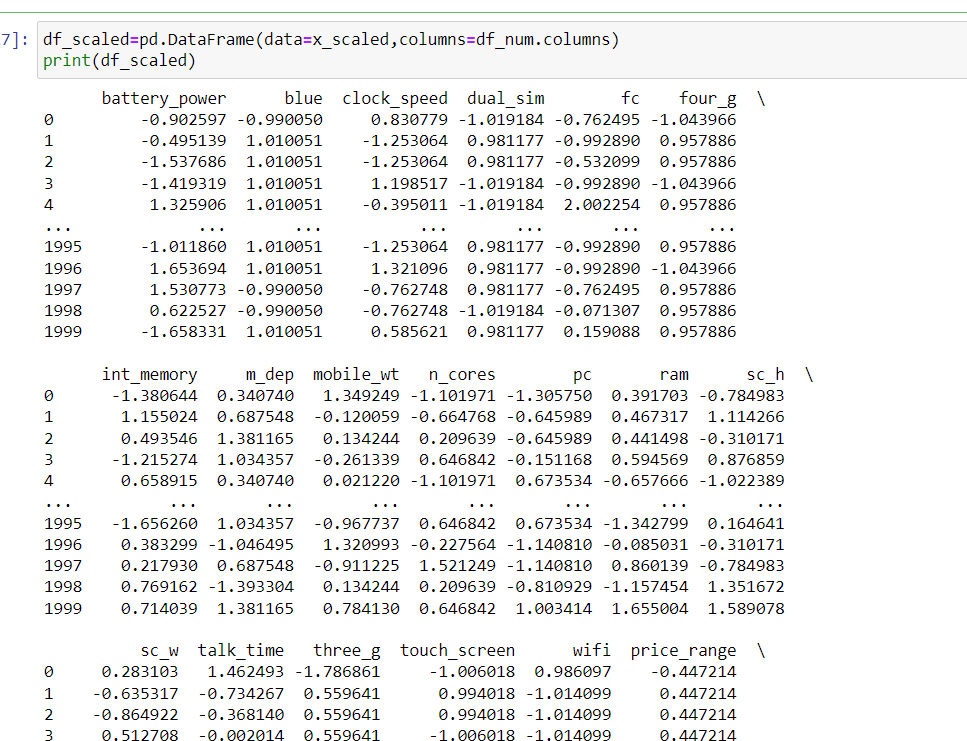 7]: df_scaled=pd.DataFrame(data=x_scaled,columns=df_num.columns)
print(df_scaled)
battery_power blue clock_speed dual_sim fc four_g \
0 -0.902597 -0.990050 0.830779 -1.019184 -0.762495 -1.043966
1 -0.495139 1.010051 -1.253064 0.981177 -0.992890 0.957886
2 -1.537686 1.010051 -1.253064 0.981177 -0.532099 0.957886
3 -1.419319 1.010051 1.198517 -1.019184 -0.992890 -1.043966
4 1.325906 1.010051 -0.395011 -1.019184 2.002254 0.957886
... ... ... ... ... ... ...
1995 -1.011860 1.010051 -1.253064 0.981177 -0.992890 0.957886
1996 1.653694 1.010051 1.321096 0.981177 -0.992890 -1.043966
1997 1.530773 -0.990050 -0.762748 0.981177 -0.762495 0.957886
1998 0.622527 -0.990050 -0.762748 -1.019184 -0.071307 0.957886
1999 -1.658331 1.010051 0.585621 0.981177 0.159088 0.957886
int_memory m_dep mobile_wt n_cores pc ram sc_h \
0 -1.380644 0.340740 1.349249 -1.101971 -1.305750 0.391703 -0.784983
1 1.155024 0.687548 -0.120059 -0.664768 -0.645989 0.467317 1.114266
2 0.493546 1.381165 0.134244 0.209639 -0.645989 0.441498 -0.310171
3 -1.215274 1.034357 -0.261339 0.646842 -0.151168 0.594569 0.876859
4 0.658915 0.340740 0.021220 -1.101971 0.673534 -0.657666 -1.022389
... ... ... ... ... ... ... ...
1995 -1.656260 1.034357 -0.967737 0.646842 0.673534 -1.342799 0.164641
1996 0.383299 -1.046495 1.320993 -0.227564 -1.140810 -0.085031 -0.310171
1997 0.217930 0.687548 -0.911225 1.521249 -1.140810 0.860139 -0.784983
1998 0.769162 -1.393304 0.134244 0.209639 -0.810929 -1.157454 1.351672
1999 0.714039 1.381165 0.784130 0.646842 1.003414 1.655004 1.589078
sc_w talk_time three_g touch_screen wifi price_range \
0 0.283103 1.462493 -1.786861 -1.006018 0.986097 -0.447214
1 -0.635317 -0.734267 0.559641 0.994018 -1.014099 0.447214
2 -0.864922 -0.368140 0.559641 0.994018 -1.014099 0.447214
3 0.512708 -0.002014 0.559641 -1.006018 -1.014099 0.447214